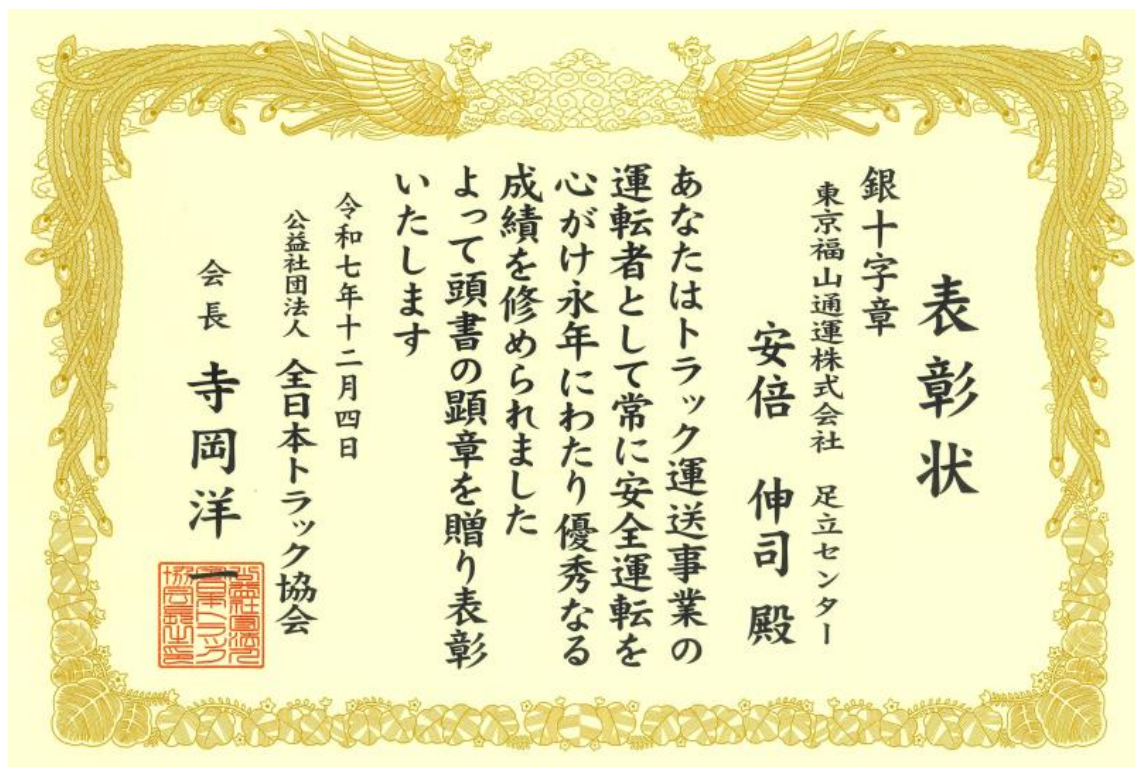 表彰状
銀十字章
東京福山通運株式会社 足立センター
安倍 伸司 殿
あなたはトラック運送事業の
運転者として常に安全運転を
心がけ永年にわたり優秀なる
成績を修められました
よって頭書の顕章を贈り表彰
いたします
令和七年十二月四日
公益社団法人 全日本トラック協会
会長 寺岡洋一